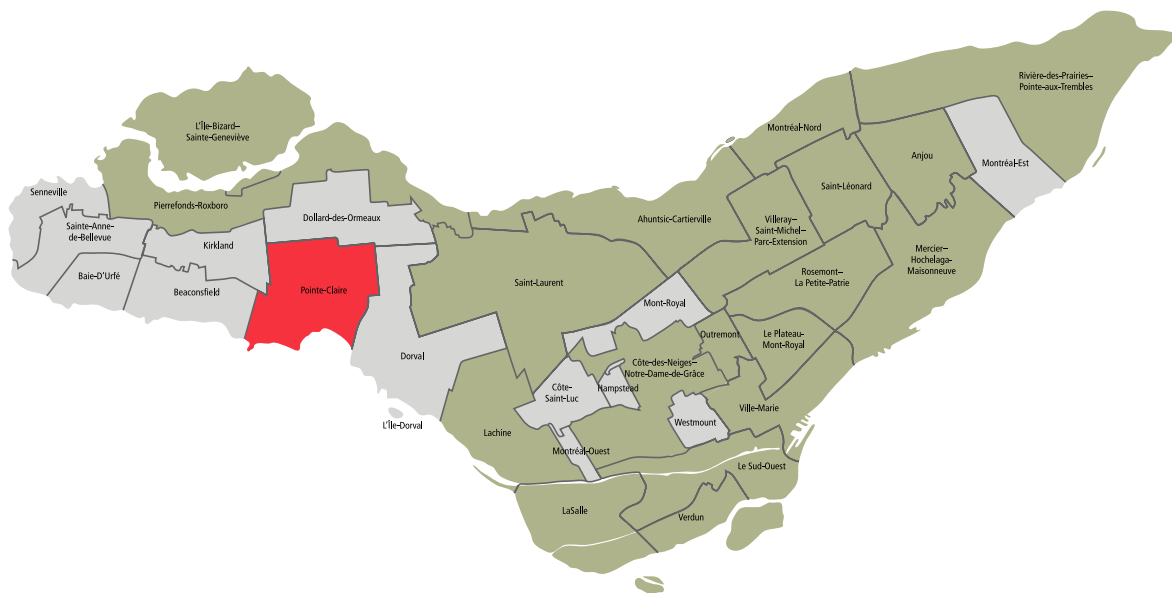 Rivière-des-Prairies–
Pointe-aux-Trembles
L'Île-Bizard–
Sainte-Geneviève
Montréal-Nord
Anjou
Montréal-Est
Saint-Léonard
Senneville
Pierrefonds-Roxboro
Dollard-des-Ormeaux
Ahuntsic-Cartierville
Villeray–
Saint-Michel–
Parc-Extension
Sainte-Anne-
de-Bellevue
Kirkland
Mercier–
Hochelaga-
Maisonneuve
Baie-D'Urfé
Beaconsfield
Pointe-Claire
Saint-Laurent
Rosemont–
La Petite-Patrie
Mont-Royal
Outremont
Le Plateau-
Mont-Royal
Dorval
Côte-des-Neiges–
Notre-Dame-de-Grâce
Côte-
Saint-Luc
Hampstead
Ville-Marie
L'Île-Dorval
Lachine
Westmount
Montréal-Ouest
Le Sud-Ouest
LaSalle
Verdun